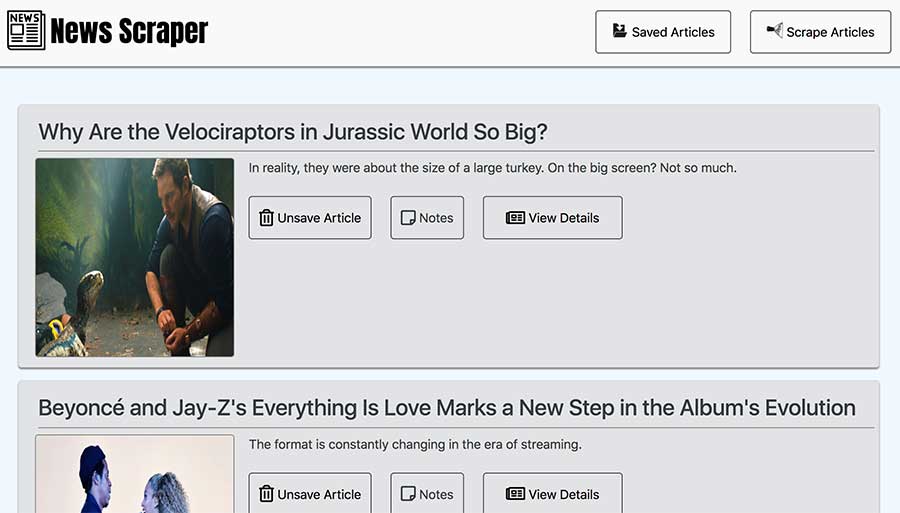 NEWS
News Scraper
Saved Articles
Scrape Articles
Why Are the Velociraptors in Jurassic World So Big?
In reality, they were about the size of a large turkey. On the big screen? Not so much.
Unsave Article
Notes
View Details
Beyoncé and Jay-Z's Everything Is Love Marks a New Step in the Album's Evolution
The format is constantly changing in the era of streaming.
Unsave Article
Notes
View Details